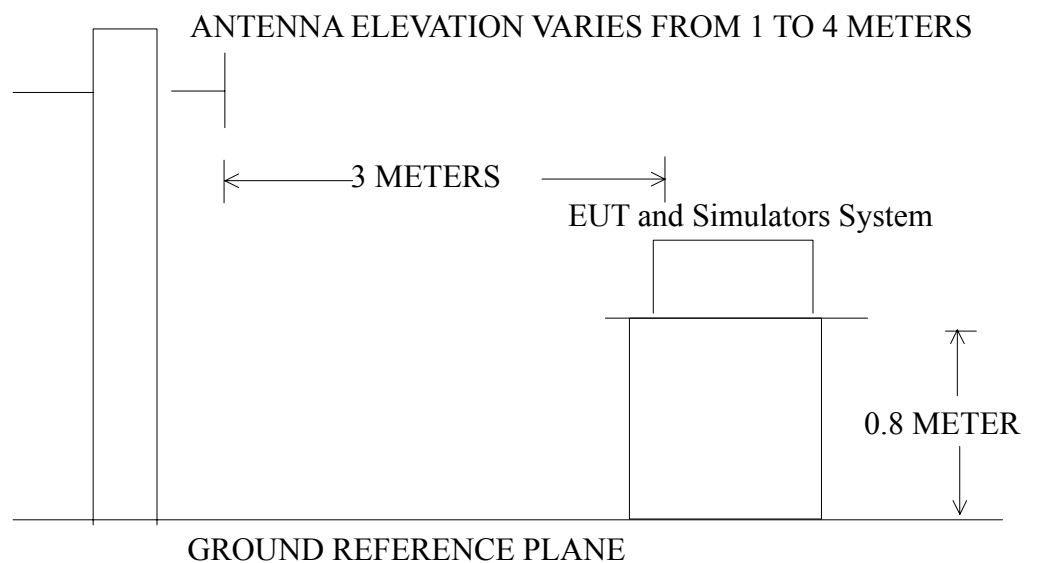 ANTENNA ELEVATION VARIES FROM 1 TO 4 METERS
3 METERS
EUT and Simulators System
0.8 METER
GROUND REFERENCE PLANE